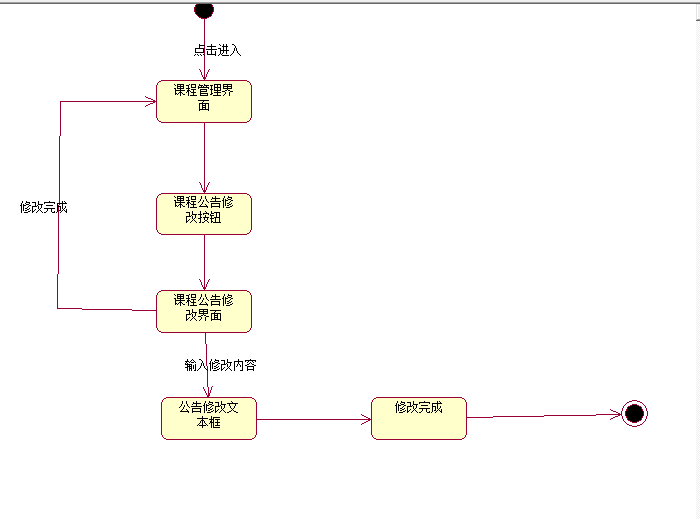 点击进入
课程管理界
面
修改完成
课程公告修
改按钮
课程公告修
改界面
输入修改内容
公告修改文
本框
修改完成